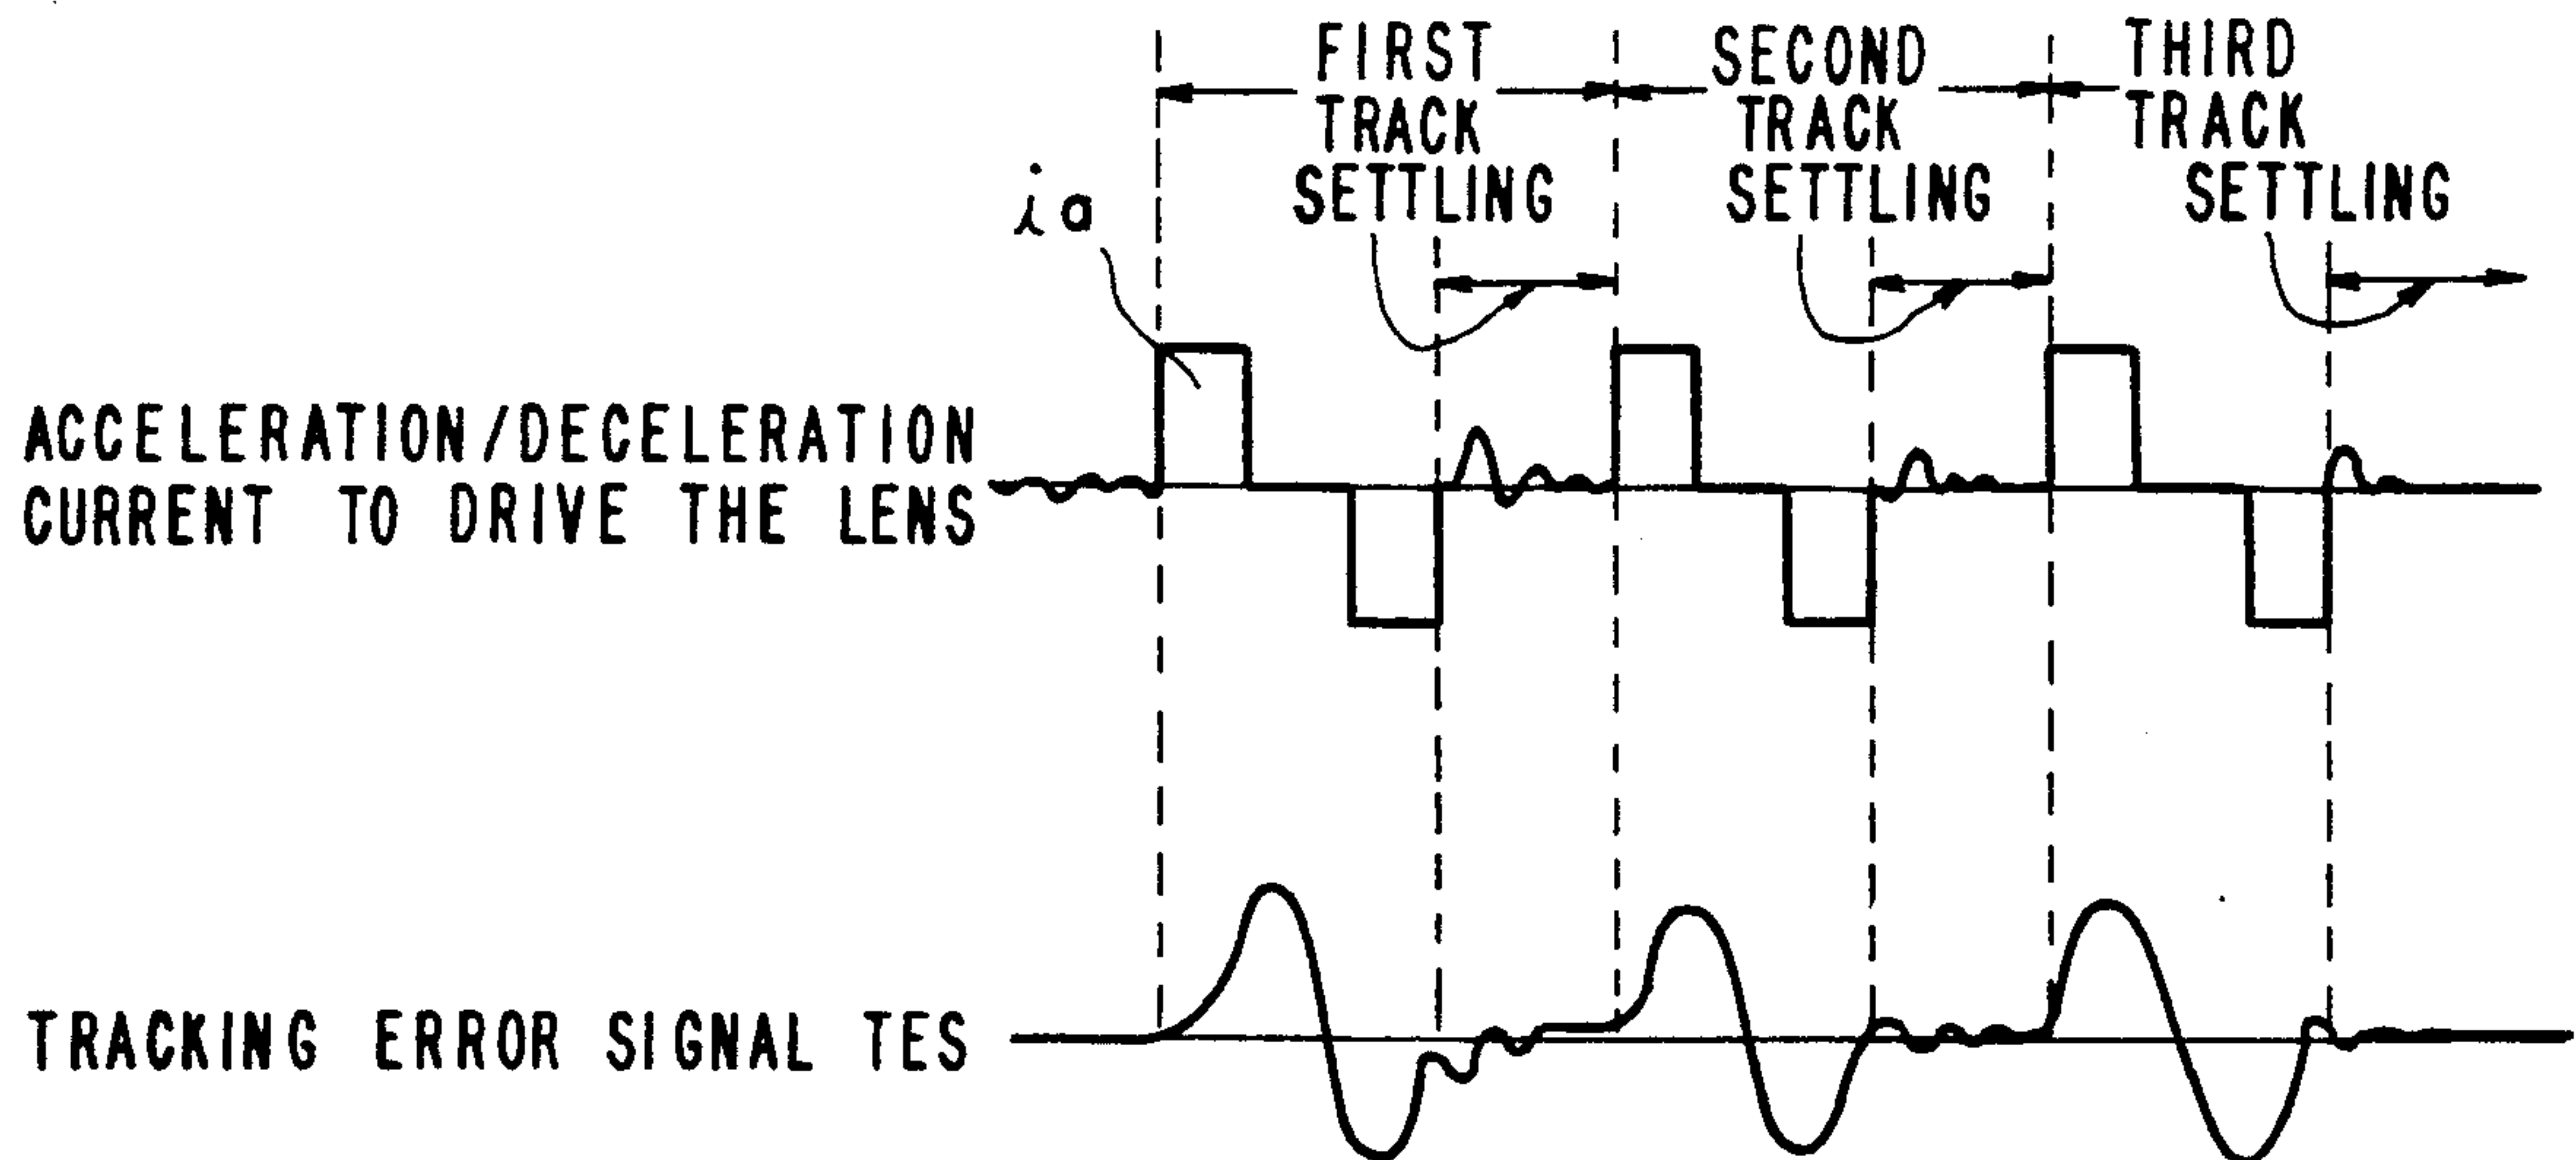 FIRST
TRACK
SETTLING
SECOND
TRACK
SETTLING
THIRD
TRACK
SETTLING
ia
ACCELERATION/DECELERATION
CURRENT TO DRIVE THE LENS
TRACKING ERROR SIGNAL TES